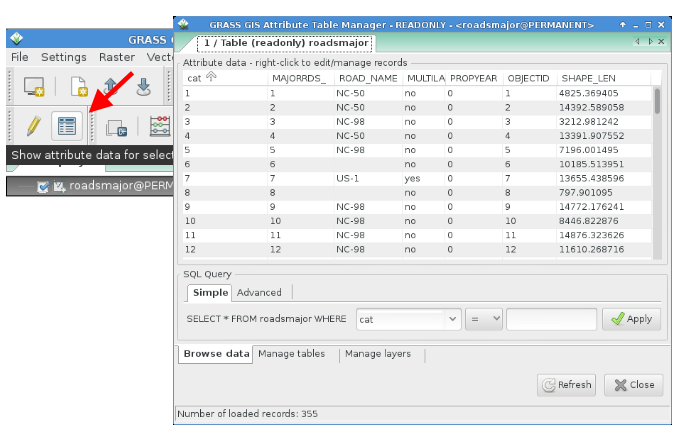 GRASS
File Settings Raster
Show attribute data for
roadsmajor@PERM
GRASS GIS Attribute Table Manager - READONLY - <roadsmajor@PERMANENT>
1 / Table (readonly) roadsmajor
Attribute data - right-click to edit/manage records
cat MAJORRDS_ ROAD_NAME MULTILA PROPYEAR OBJECTID SHAPE_LEN
1 1 NC-50 no 0 1 4825.369405
2 2 NC-50 no 0 2 14392.589058
3 3 NC-98 no 0 3 3212.981242
4 4 NC-50 no 0 4 13391.907552
5 5 NC-98 no 0 5 7196.001495
6 6 no 0 6 10185.513951
7 7 US-1 yes 0 7 13655.438596
8 8 no 0 8 797.901095
9 9 NC-98 no 0 9 14772.176241
10 10 NC-98 no 0 10 8446.822876
11 11 NC-98 no 0 11 14876.323626
12 12 NC-98 no 0 12 11610.268716
SQL Query
Simple Advanced
SELECT * FROM roadsmajor WHERE cat = Apply
Browse data Manage tables Manage layers
Refresh Close
Number of loaded records: 355